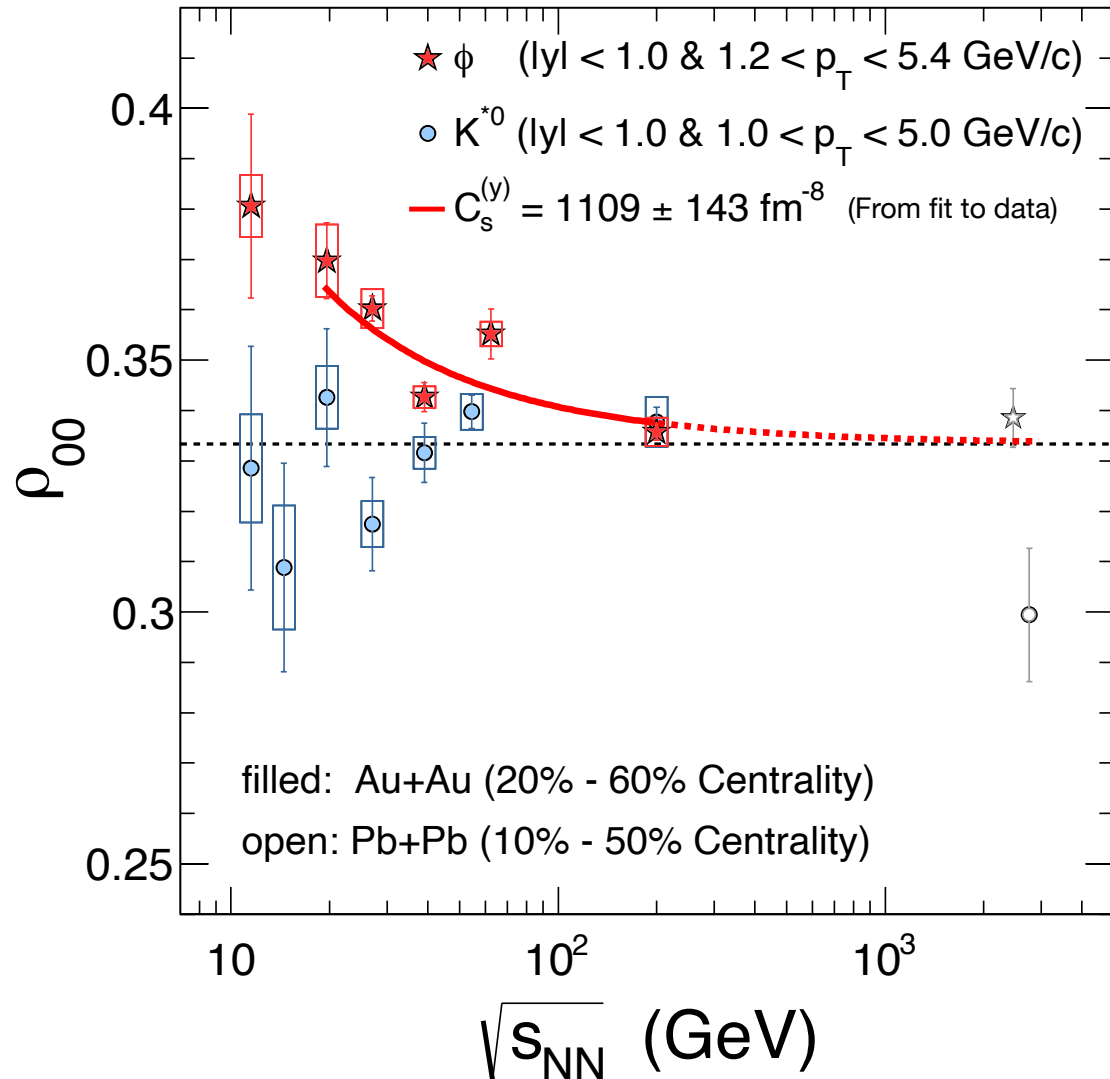 ϕ (|y| < 1.0 & 1.2 < p_T < 5.4 GeV/c)
K*0 (|y| < 1.0 & 1.0 < p_T < 5.0 GeV/c)
C_s^(y) = 1109 ± 143 fm^-8 (From fit to data)
0.4
0.35
0.3
0.25
ρ_00
filled: Au+Au (20% - 60% Centrality)
open: Pb+Pb (10% - 50% Centrality)
10 10^2 10^3
√s_NN (GeV)